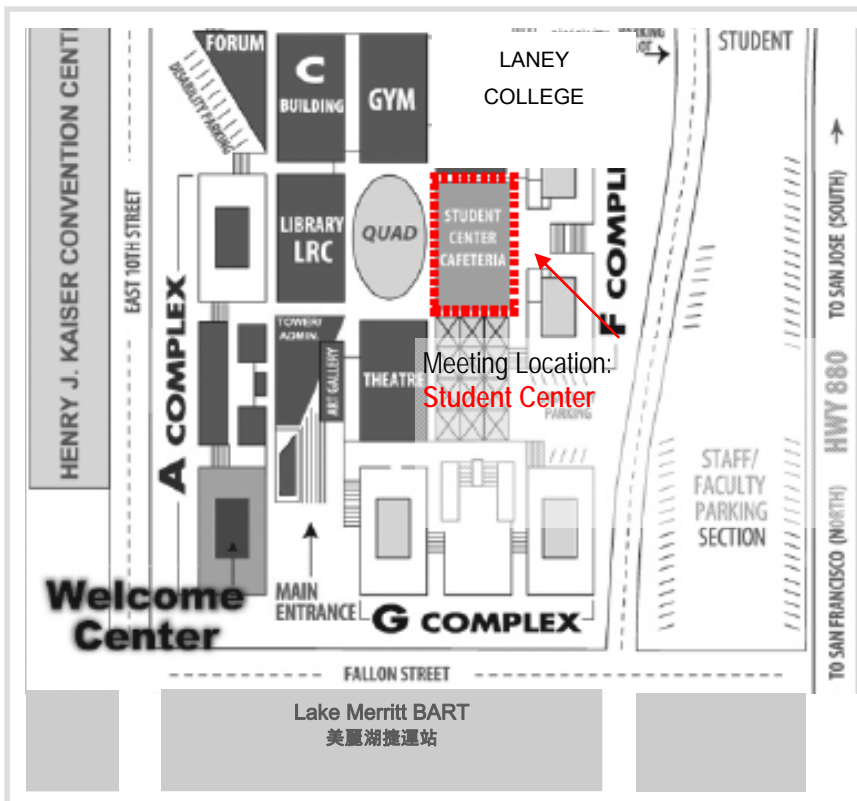 FORUM
DISABILITY PARKING
C
BUILDING
GYM
LANEY
COLLEGE
PARKING
LOT
STUDENT
HENRY J. KAISER CONVENTION CENT
EAST 10TH STREET
A COMPLEX
LIBRARY
LRC
QUAD
STUDENT
CENTER
CAFETERIA
F COMPL
TO SAN JOSE (SOUTH)
HWY 880
TO SAN FRANCISCO (NORTH)
TOWER/
ADMIN.
ART GALLERY
THEATRE
Meeting Location:
Student Center
PARKING
STAFF/
FACULTY
PARKING
SECTION
Welcome
Center
MAIN
ENTRANCE
G COMPLEX
FALLON STREET
Lake Merritt BART
美麗湖捷運站